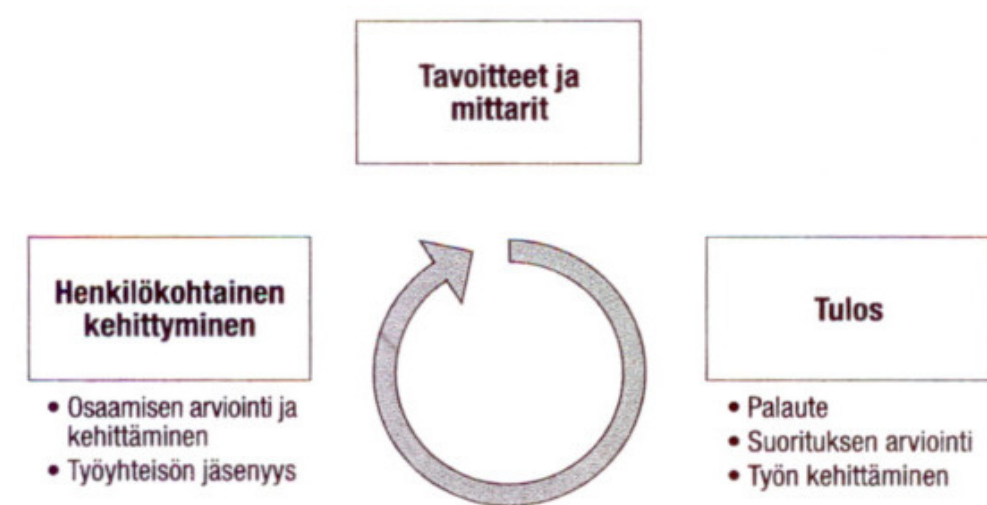 Tavoitteet ja
mittarit
Henkilökohtainen
kehittyminen
• Osaamisen arviointi ja
kehittäminen
• Työyhteisön jäsenyys
Tulos
• Palaute
• Suorituksen arviointi
• Työn kehittäminen